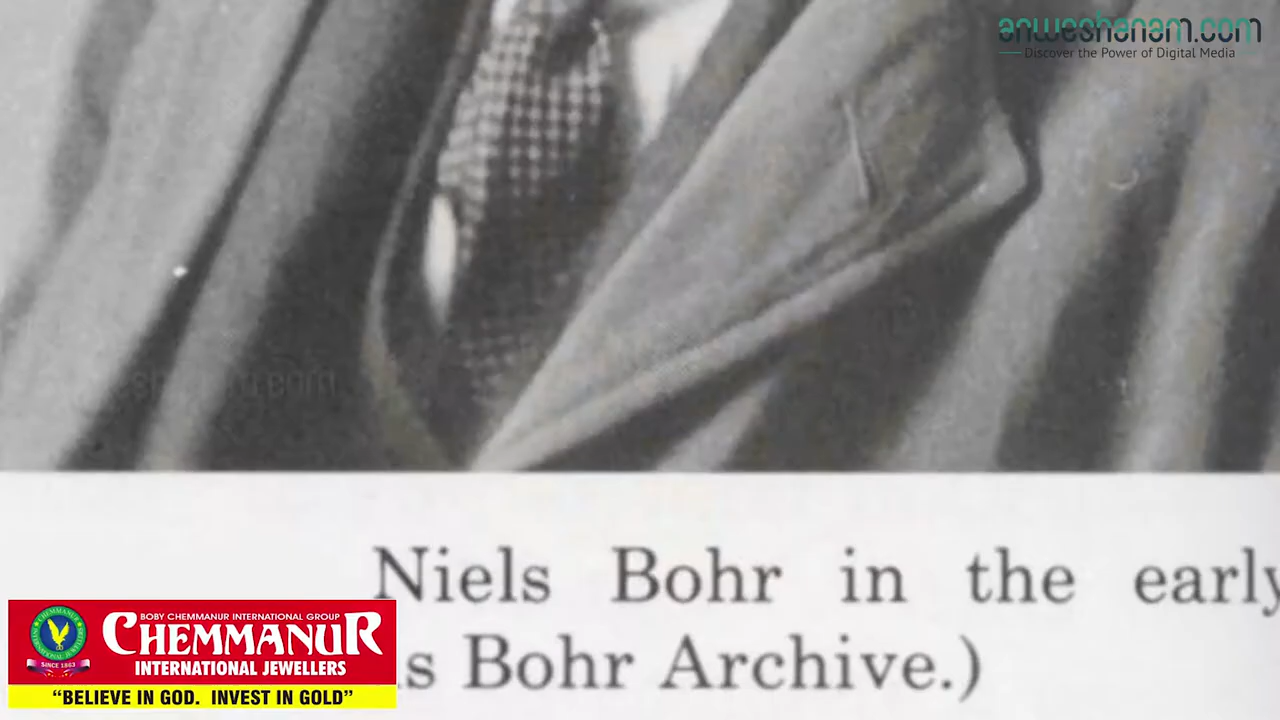 anweshanam.com
Discover the Power of Digital Media
Niels Bohr in the early
Bohr Archive.)
BOBY CHEMMANUR INTERNATIONAL GROUP
CHEMMANUR
INTERNATIONAL JEWELLERS
CHEMMANUR
SINCE 1863
“BELIEVE IN GOD. INVEST IN GOLD”